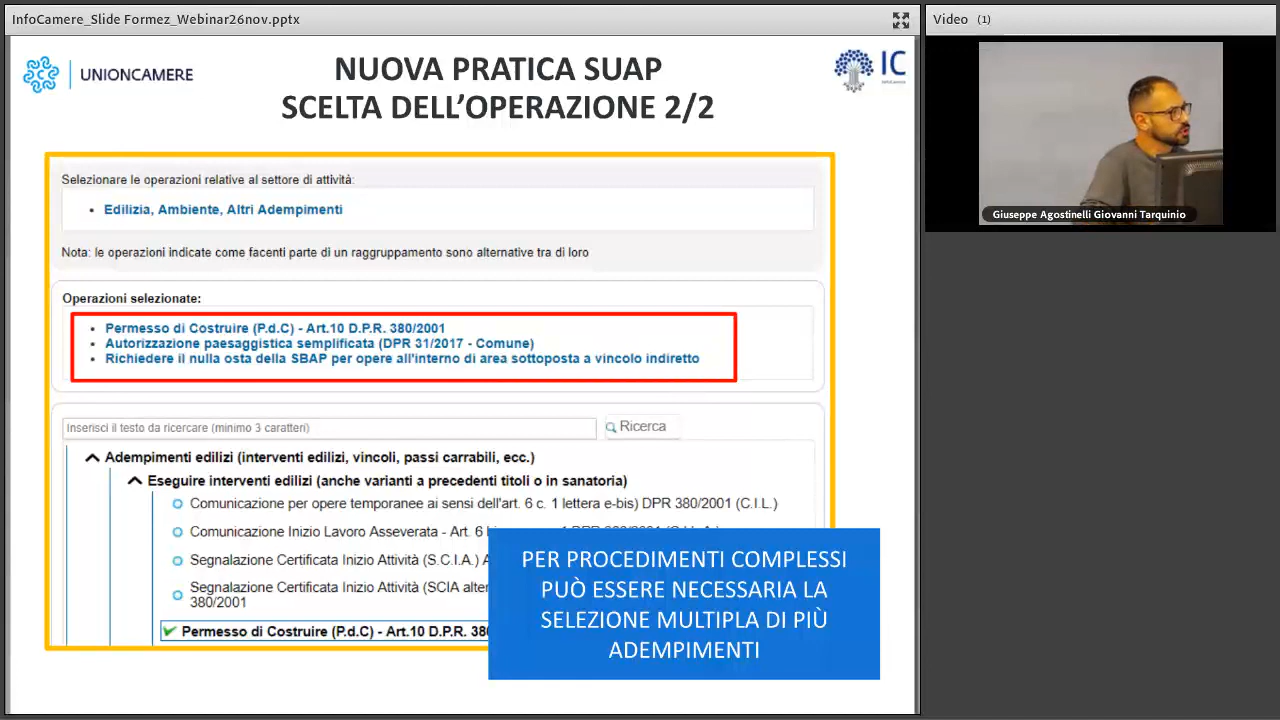 InfoCamere_Slide Formez_Webinar26nov.pptx
Video (1)
UNIONCAMERE
NUOVA PRATICA SUAP
SCELTA DELL'OPERAZIONE 2/2
IC
InfoCamere
Giuseppe Agostinelli Giovanni Tarquinio
Selezionare le operazioni relative al settore di attività:
• Edilizia, Ambiente, Altri Adempimenti
Nota: le operazioni indicate come facenti parte di un raggruppamento sono alternative tra di loro
Operazioni selezionate:
• Permesso di Costruire (P.d.C) - Art.10 D.P.R. 380/2001
• Autorizzazione paesaggistica semplificata (DPR 31/2017 - Comune)
• Richiedere il nulla osta della SBAP per opere all'interno di area sottoposta a vincolo indiretto
Inserisci il testo da ricercare (minimo 3 caratteri)
Ricerca
Adempimenti edilizi (interventi edilizi, vincoli, passi carrabili, ecc.)
Eseguire interventi edilizi (anche varianti a precedenti titoli o in sanatoria)
Comunicazione per opere temporanee ai sensi dell'art. 6 c. 1 lettera e-bis) DPR 380/2001 (C.I.L.)
Comunicazione Inizio Lavoro Asseverata - Art. 6
Segnalazione Certificata Inizio Attività (S.C.I.A.) A
Segnalazione Certificata Inizio Attività (SCIA alter
380/2001
Permesso di Costruire (P.d.C) - Art.10 D.P.R. 380
PER PROCEDIMENTI COMPLESSI
PUÒ ESSERE NECESSARIA LA
SELEZIONE MULTIPLA DI PIÙ
ADEMPIMENTI